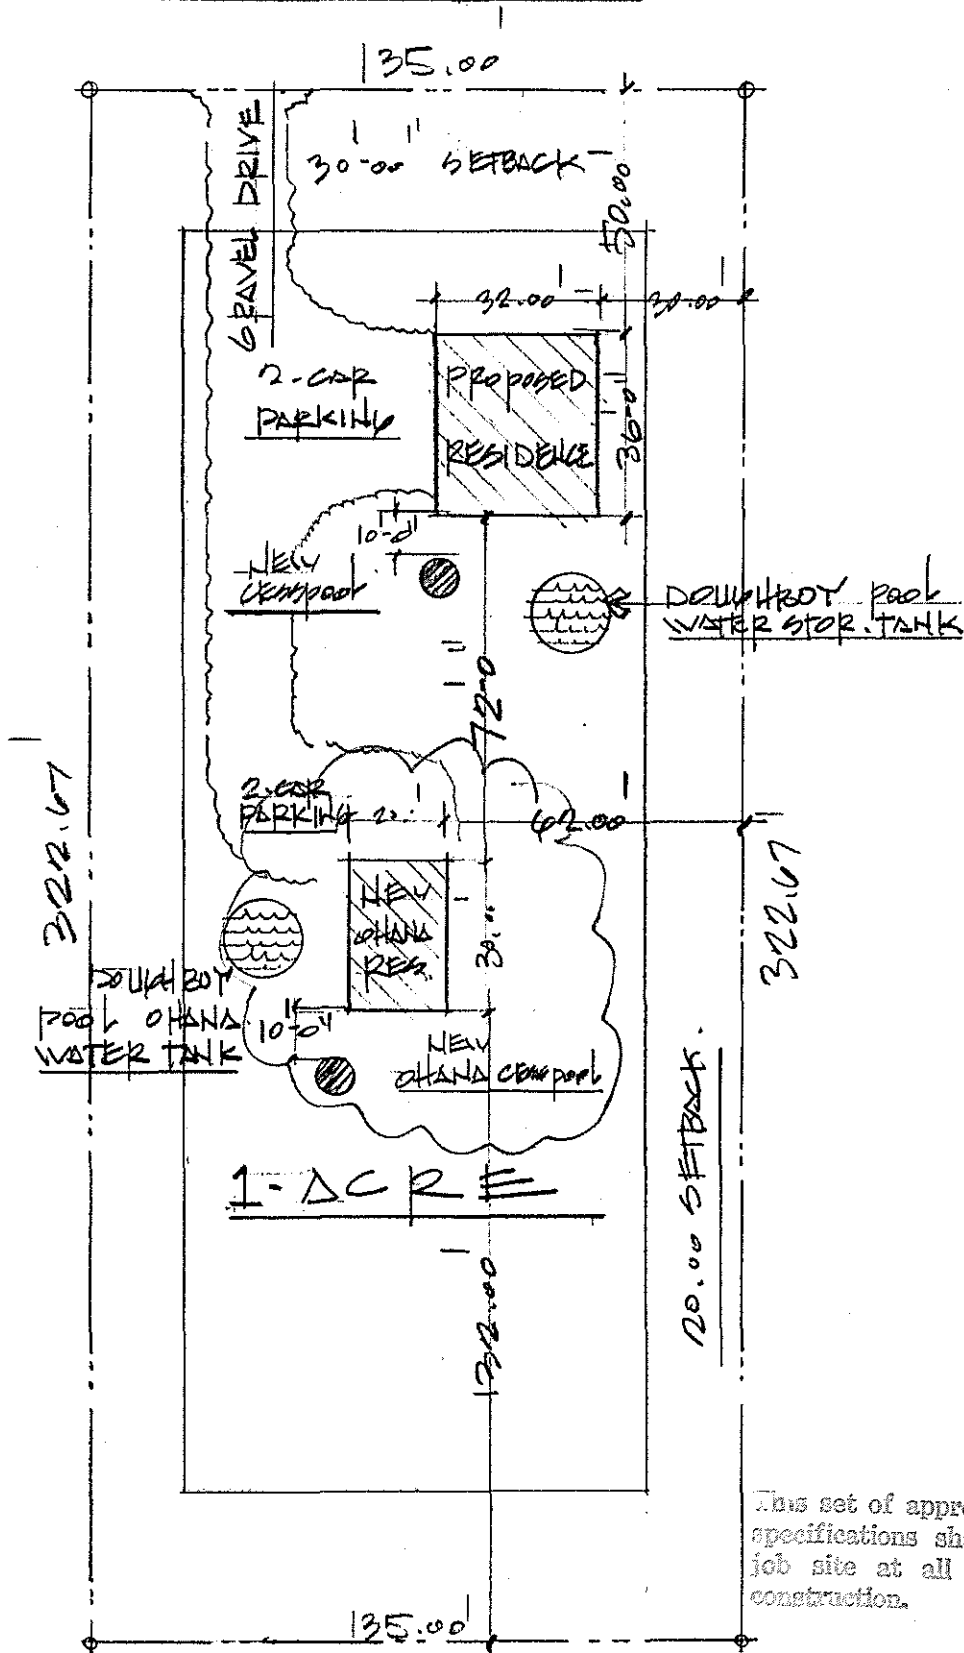 135.00'
GRAVEL DRIVE
30'-00" SETBACK
50.00
32.00'
30.00'
2-CAR
PARKING
PROPOSED
RESIDENCE
36'-0"
10'-0"
NEW
CESSPOOL
DOUGHBOY POOL
WATER STOR. TANK
72'-0"
2-CAR
PARKING
20'
62.00'
322.67'
322.67'
NEW
OHANA
RES.
30'
DOUGHBOY
POOL OHANA
WATER TANK
10'-0"
NEW
OHANA CESSPOOL
1-ACRE
132.00'
20.00 SETBACK.
This set of appro
specifications sh
job site at all
construction.
135.00'